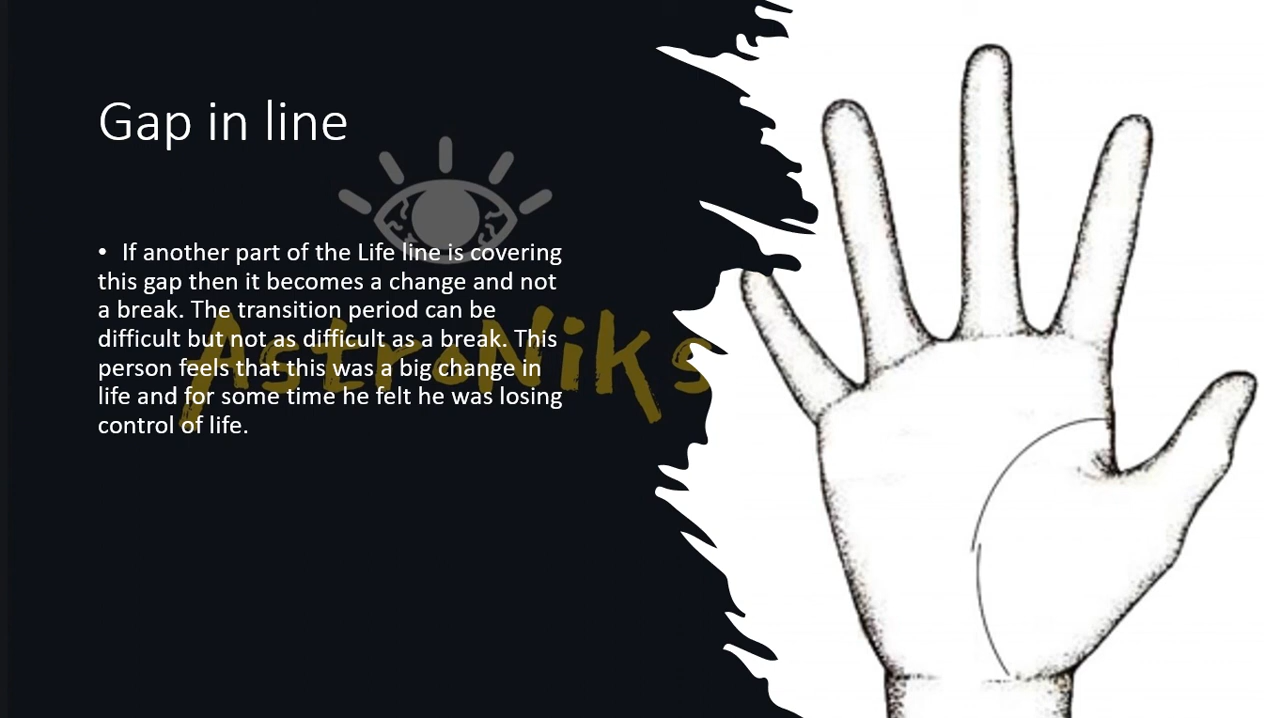 Gap in line
• If another part of the Life line is covering
this gap then it becomes a change and not
a break. The transition period can be
difficult but not as difficult as a break. This
person feels that this was a big change in
life and for some time he felt he was losing
control of life.
AstroNiks